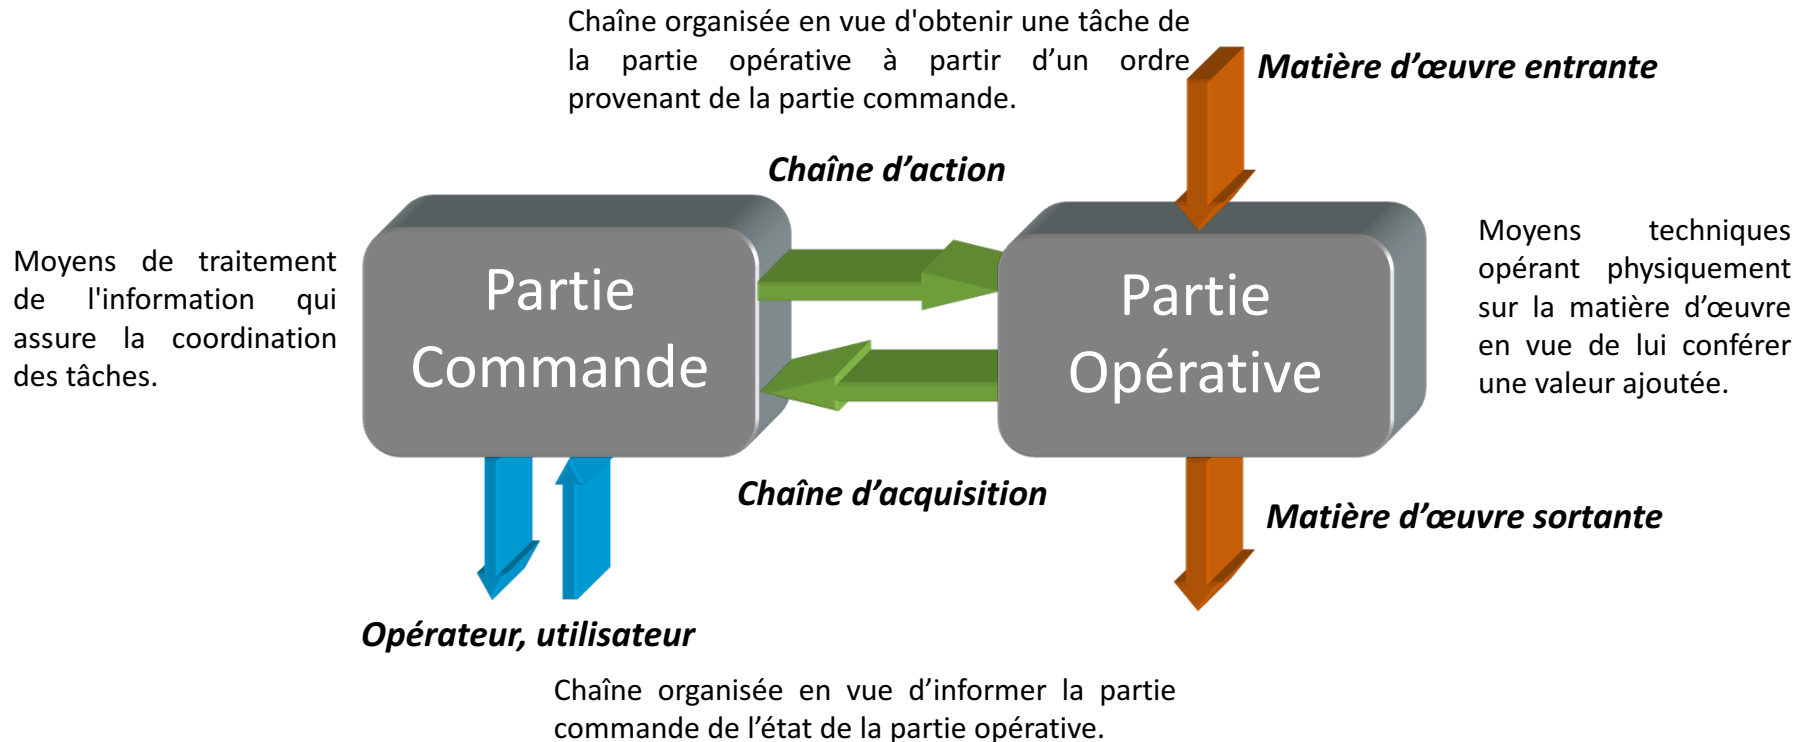 Chaîne organisée en vue d'obtenir une tâche de
la partie opérative à partir d’un ordre
provenant de la partie commande.
Matière d’œuvre entrante
Chaîne d’action
Moyens de traitement
de l'information qui
assure la coordination
des tâches.
Partie
Commande
Partie
Opérative
Moyens techniques
opérant physiquement
sur la matière d’œuvre
en vue de lui conférer
une valeur ajoutée.
Chaîne d’acquisition
Matière d’œuvre sortante
Opérateur, utilisateur
Chaîne organisée en vue d’informer la partie
commande de l’état de la partie opérative.